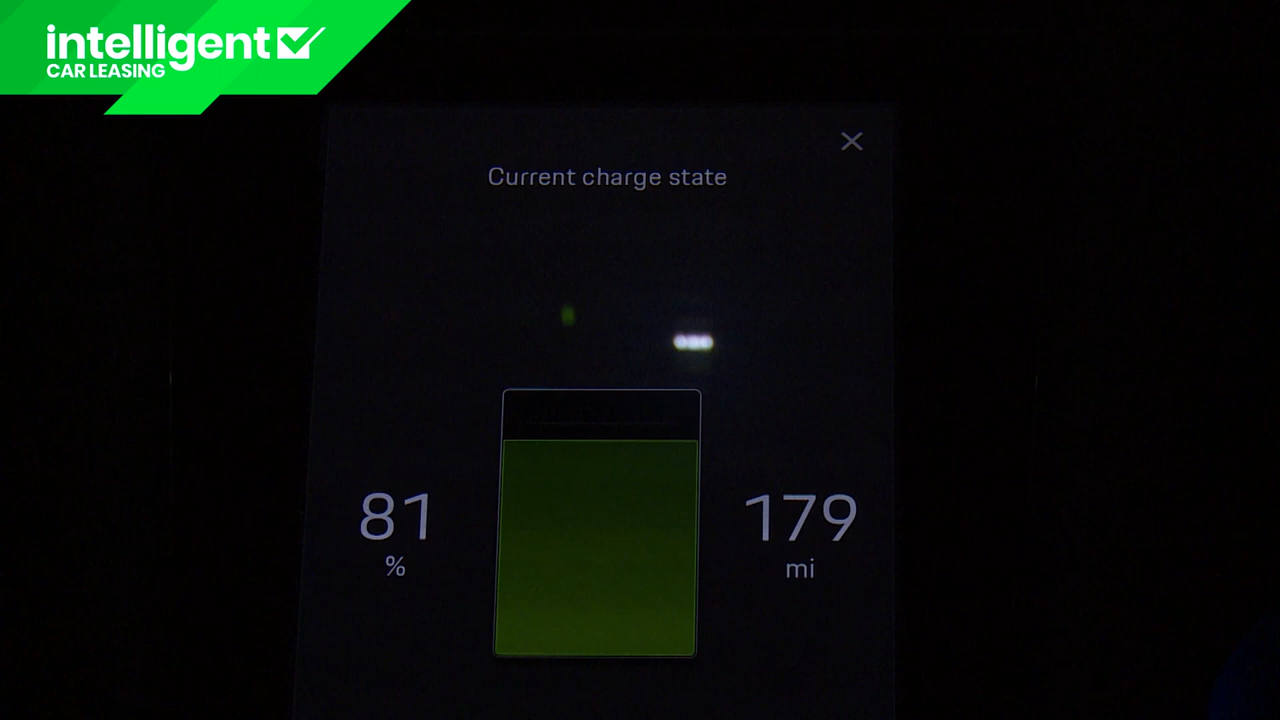 intelligent
CAR LEASING
Current charge state
81
%
179
mi